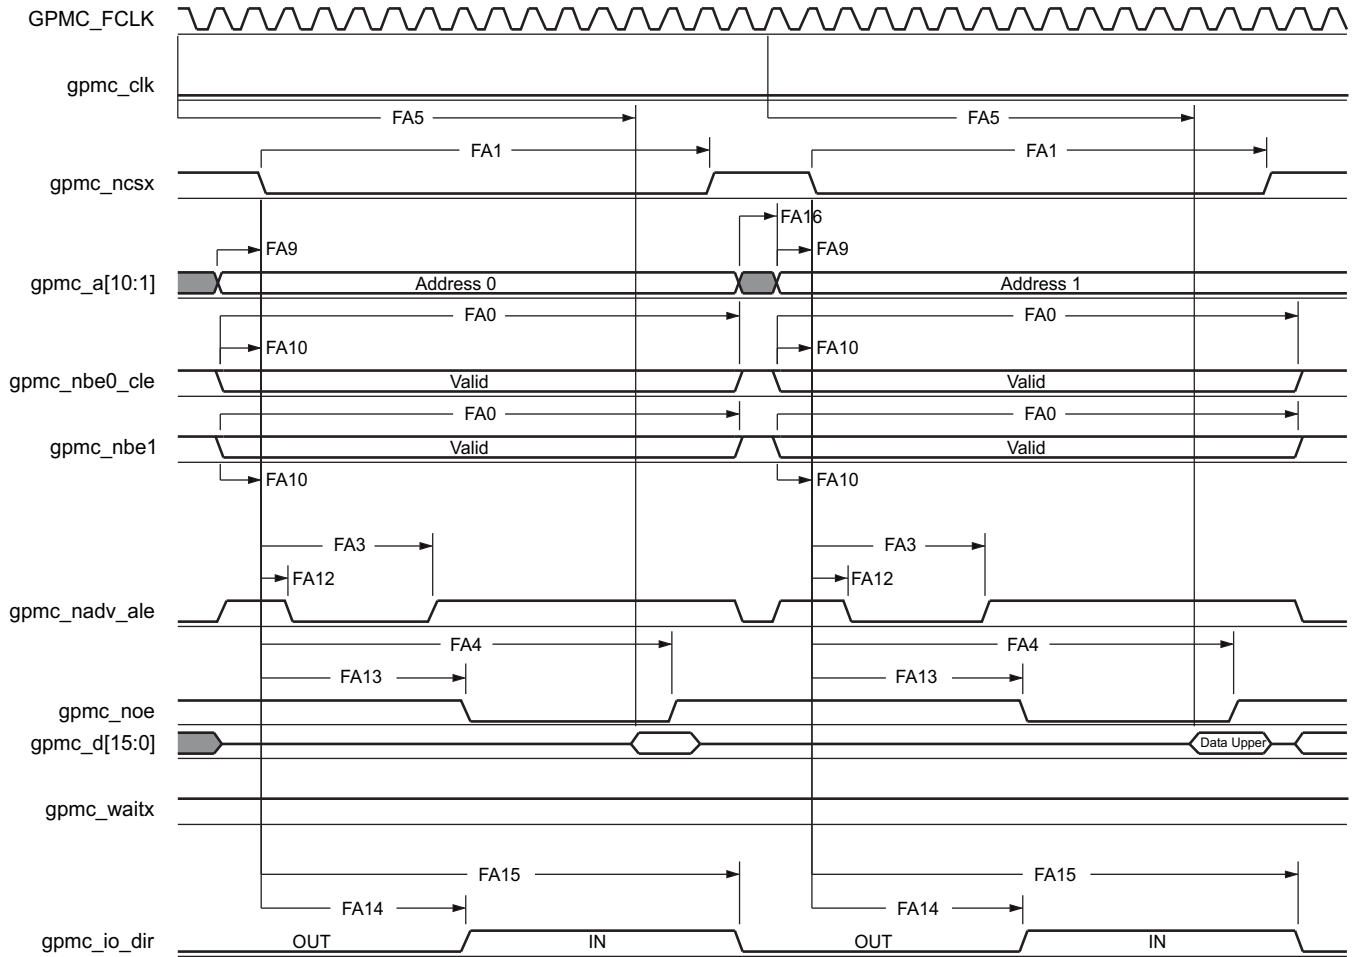 GPMC_FCLK
gpmc_clk
FA5 FA5
FA1 FA1
gpmc_ncsx
FA16
FA9 FA9
gpmc_a[10:1] Address 0 Address 1
FA0 FA0
FA10 FA10
gpmc_nbe0_cle Valid Valid
FA0 FA0
gpmc_nbe1 Valid Valid
FA10 FA10
FA3 FA3
FA12 FA12
gpmc_nadv_ale
FA4 FA4
FA13 FA13
gpmc_noe
gpmc_d[15:0] Data Upper
gpmc_waitx
FA15 FA15
FA14 FA14
gpmc_io_dir OUT IN OUT IN